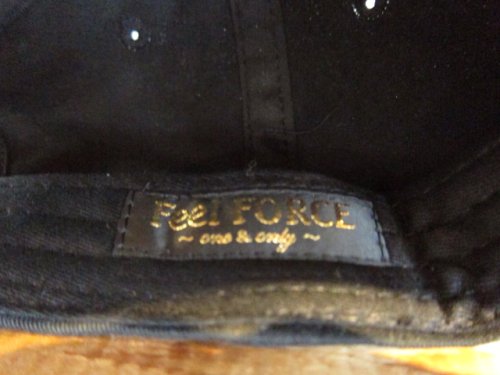 Feel FORCE
~ one & only ~